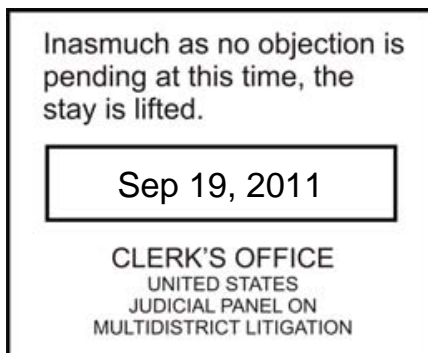 Inasmuch as no objection is
pending at this time, the
stay is lifted.
Sep 19, 2011
CLERK'S OFFICE
UNITED STATES
JUDICIAL PANEL ON
MULTIDISTRICT LITIGATION